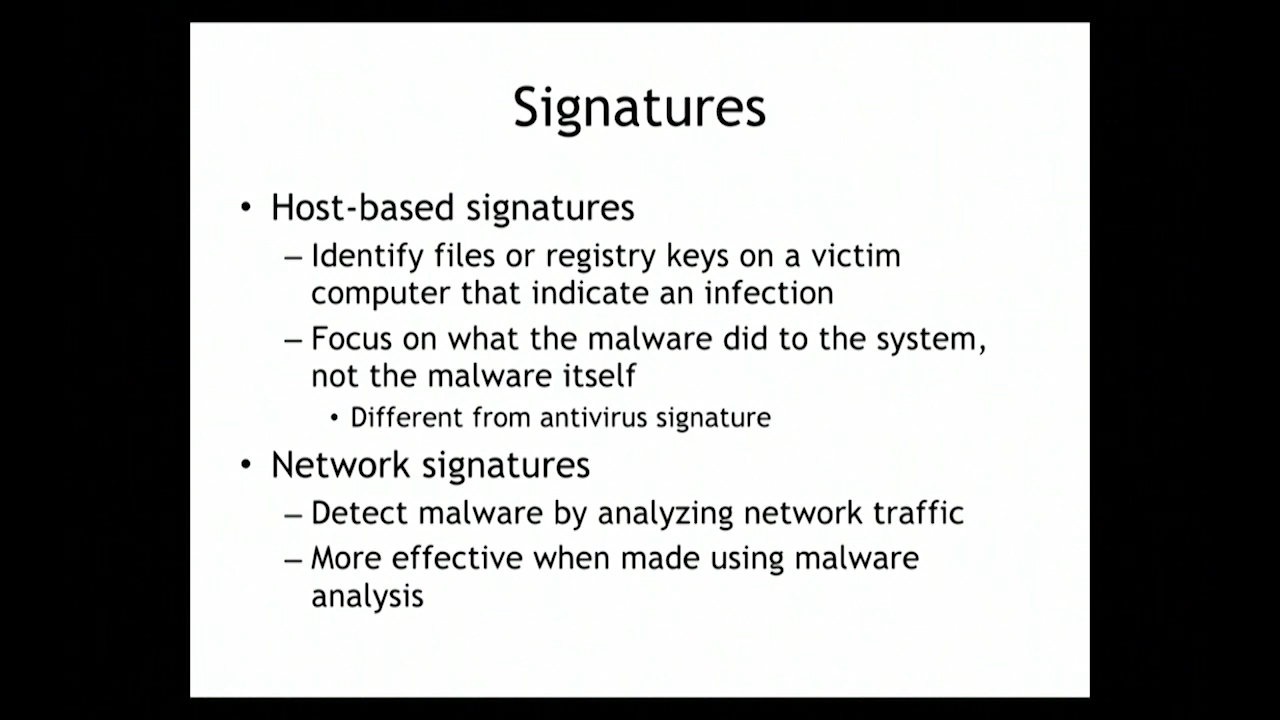 Signatures
• Host-based signatures
– Identify files or registry keys on a victim
computer that indicate an infection
– Focus on what the malware did to the system,
not the malware itself
• Different from antivirus signature
• Network signatures
– Detect malware by analyzing network traffic
– More effective when made using malware
analysis